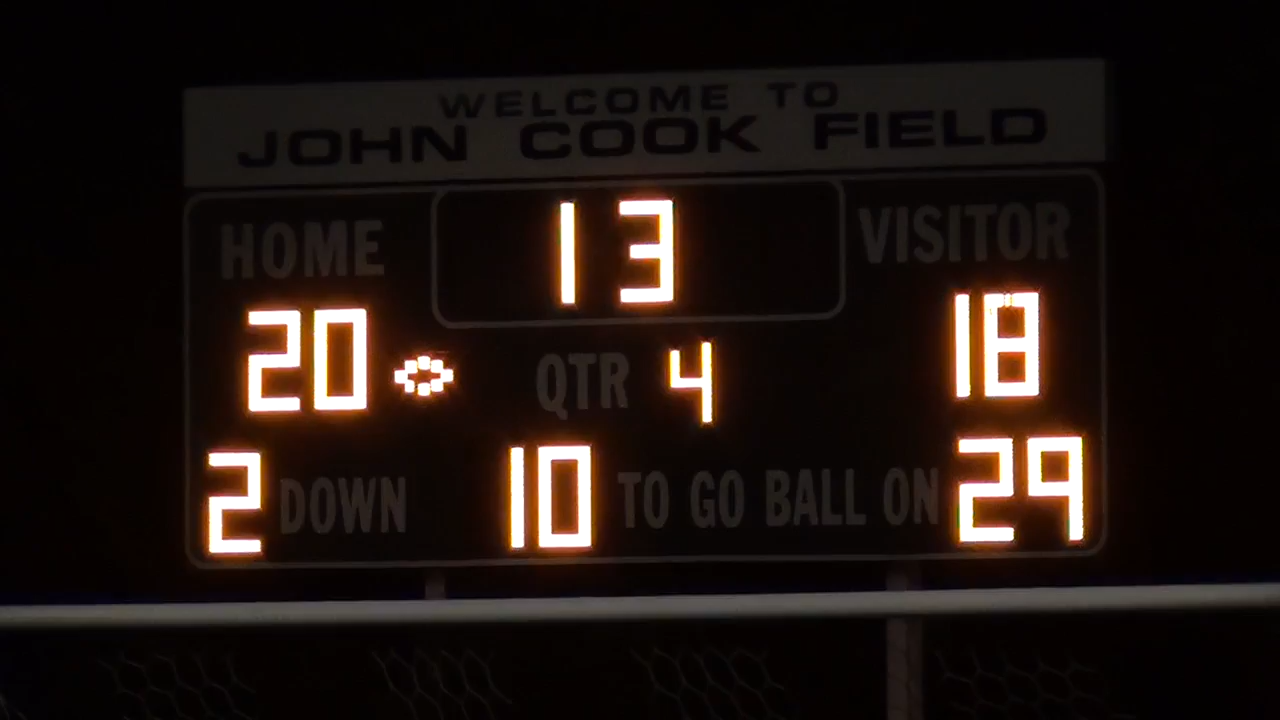 WELCOME TO
JOHN COOK FIELD
HOME 13 VISITOR
20 QTR 4 18
2 DOWN 10 TO GO BALL ON 29